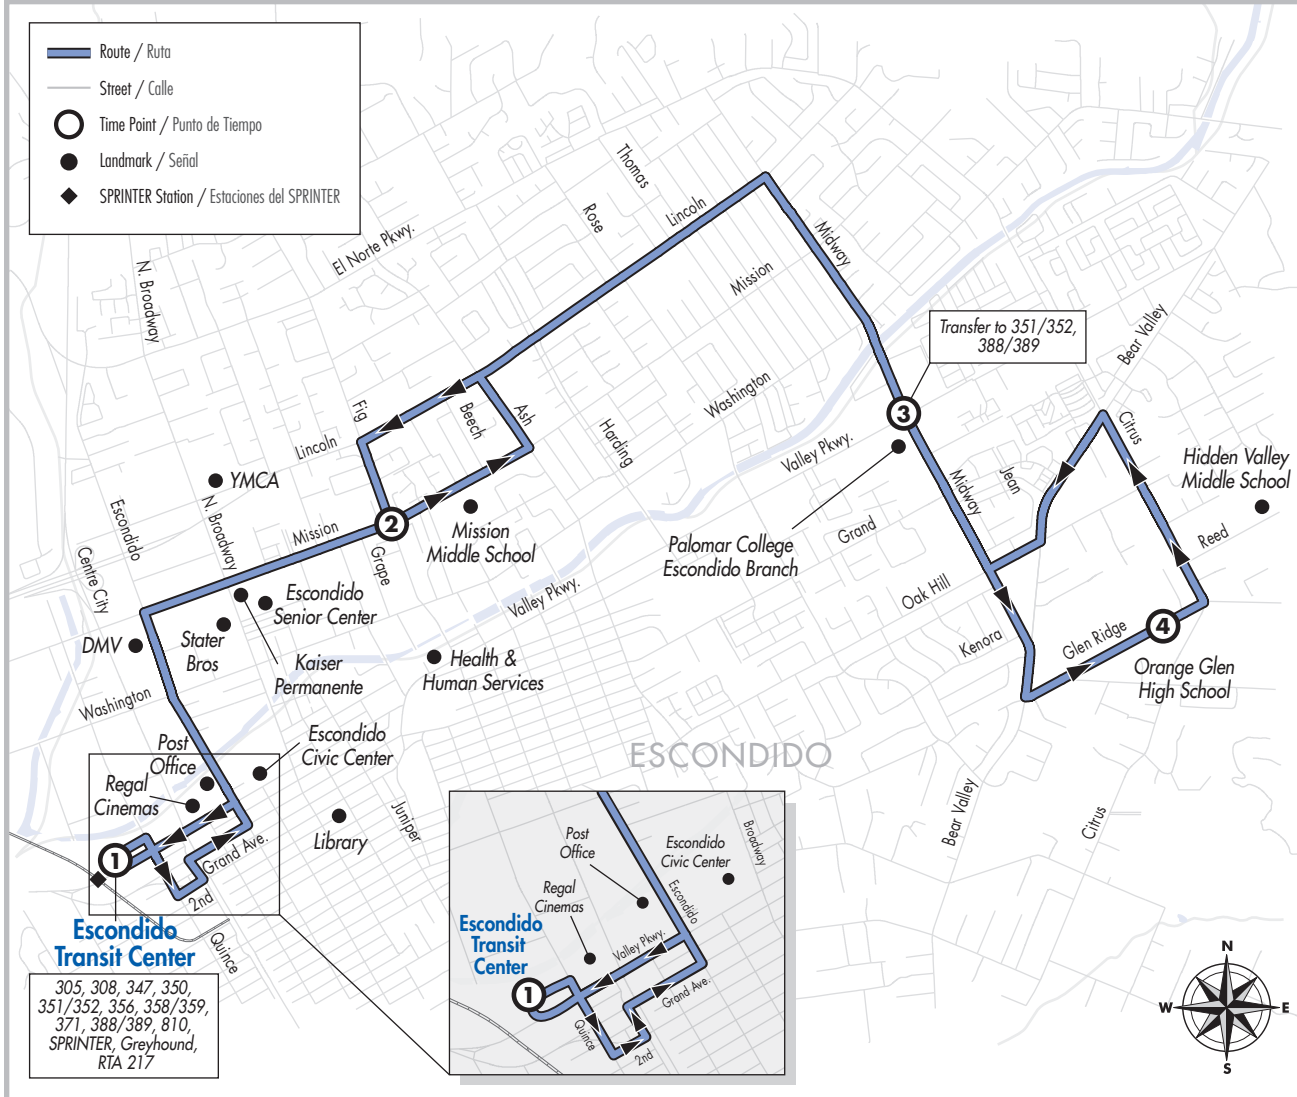 Route / Ruta
Street / Calle
Time Point / Punto de Tiempo
Landmark / Señal
SPRINTER Station / Estaciones del SPRINTER
Thomas
Rose
Lincoln
Midway
El Norte Pkwy.
N. Broadway
Mission
Transfer to 351/352,
388/389
Bear Valley
Fig
Beech
Ash
Washington
Harding
Lincoln
Valley Pkwy.
3
Citrus
Jean
Midway
Hidden Valley
Middle School
YMCA
N. Broadway
Escondido
Mission
2
Mission
Middle School
Grand
Reed
Palomar College
Escondido Branch
Centre City
Grape
Valley Pkwy.
Oak Hill
Escondido
Senior Center
Stater
Bros
DMV
Kaiser
Permanente
Health &
Human Services
Kenora
Glen Ridge
4
Orange Glen
High School
Washington
Post
Office
Escondido
Civic Center
Regal
Cinemas
ESCONDIDO
Juniper
Library
Bear Valley
Citrus
1
Grand Ave.
2nd
Quince
Escondido
Transit Center
305, 308, 347, 350,
351/352, 356, 358/359,
371, 388/389, 810,
SPRINTER, Greyhound,
RTA 217
Post
Office
Escondido
Civic Center
Broadway
Regal
Cinemas
Escondido
Escondido
Transit
Center
Valley Pkwy.
1
Grand Ave.
Quince
2nd
N
W
E
S